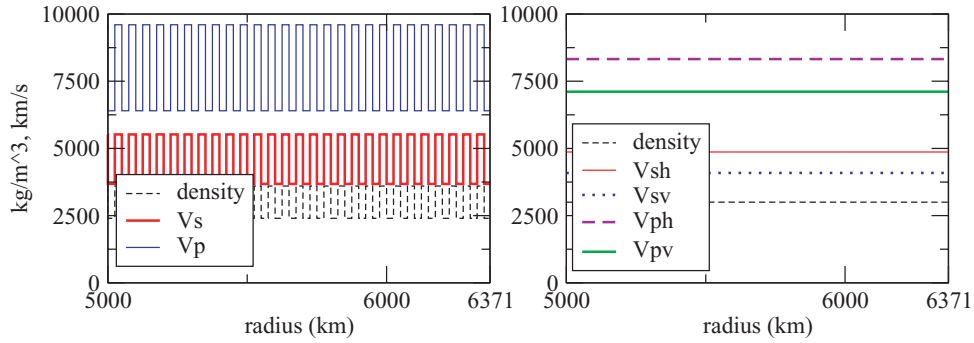 10000
7500
5000
2500
0
kg/m^3, km/s
density
Vs
Vp
5000
6000
6371
radius (km)
10000
7500
5000
2500
0
density
Vsh
Vsv
Vph
Vpv
5000
6000
6371
radius (km)